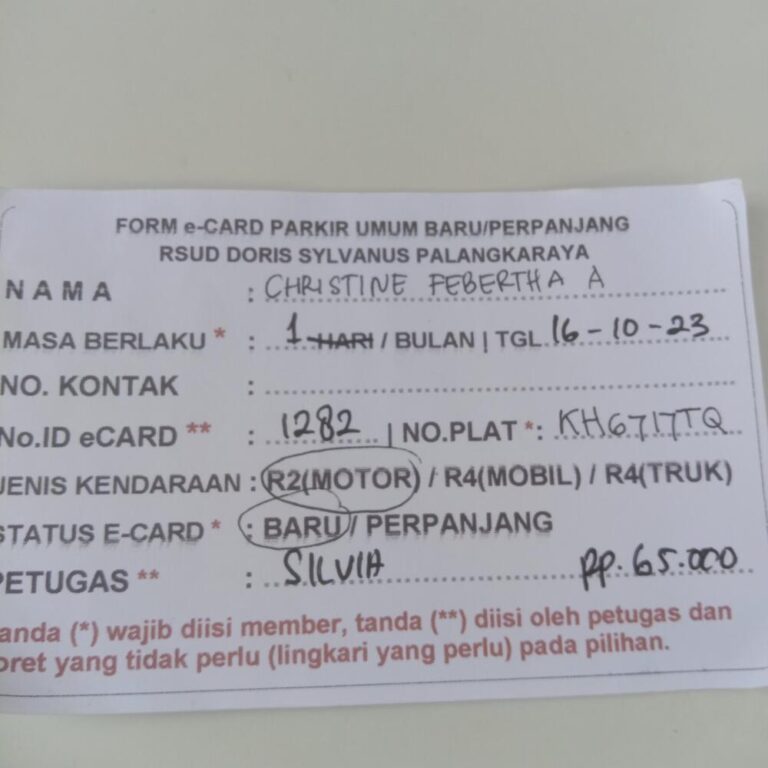 FORM e-CARD PARKIR UMUM BARU/PERPANJANG
RSUD DORIS SYLVANUS PALANGKARAYA
NAMA : CHRISTINE FEBERTHA A
MASA BERLAKU * : 1 HARI / BULAN | TGL. 16-10-23
NO. KONTAK :
No.ID eCARD ** : 1282 | NO.PLAT *: KH6717TQ
JENIS KENDARAAN : R2(MOTOR) / R4(MOBIL) / R4(TRUK)
STATUS E-CARD * : BARU / PERPANJANG
PETUGAS ** : SILVIA RP. 65.000
anda (*) wajib diisi member, tanda (**) diisi oleh petugas dan
oret yang tidak perlu (lingkari yang perlu) pada pilihan.